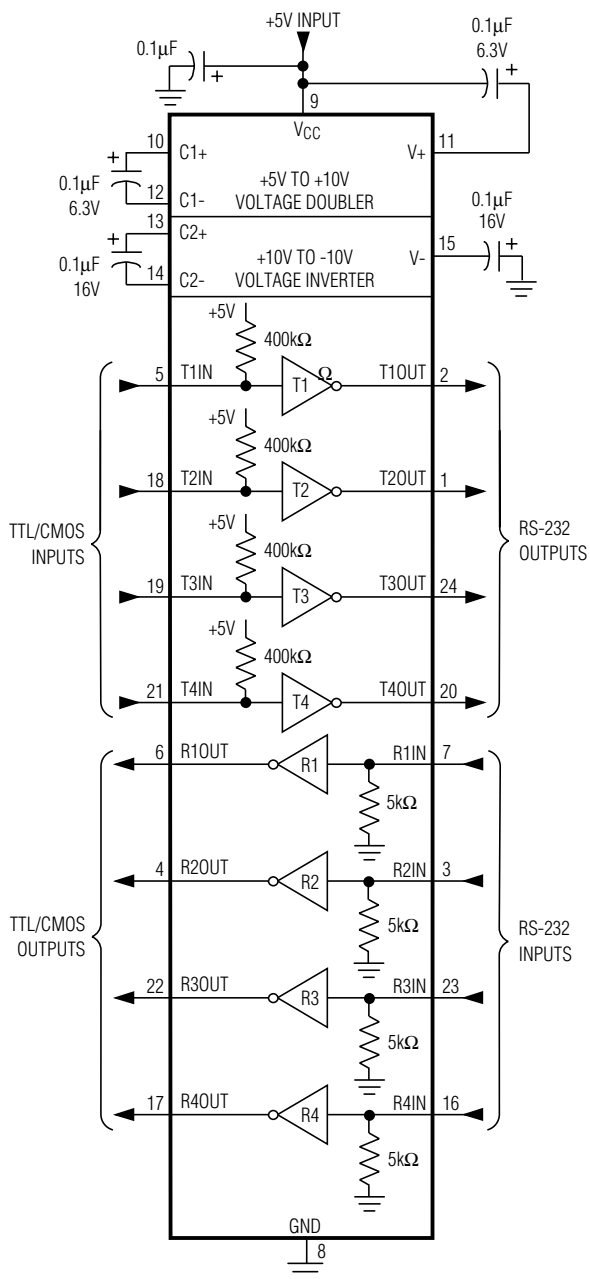 +5V INPUT
0.1μF
0.1μF
6.3V
9
VCC
10
C1+
V+
11
0.1μF
6.3V
12
C1-
+5V TO +10V
VOLTAGE DOUBLER
13
C2+
0.1μF
16V
14
C2-
+10V TO -10V
VOLTAGE INVERTER
V-
15
0.1μF
16V
+5V
400kΩ
5
T1IN
T1
Ω
T1OUT
2
+5V
400kΩ
18
T2IN
T2
T2OUT
1
TTL/CMOS
INPUTS
RS-232
OUTPUTS
+5V
400kΩ
19
T3IN
T3
T3OUT
24
+5V
400kΩ
21
T4IN
T4
T4OUT
20
6
R1OUT
R1
R1IN
7
5kΩ
4
R2OUT
R2
R2IN
3
5kΩ
TTL/CMOS
OUTPUTS
RS-232
INPUTS
22
R3OUT
R3
R3IN
23
5kΩ
17
R4OUT
R4
R4IN
16
5kΩ
GND
8